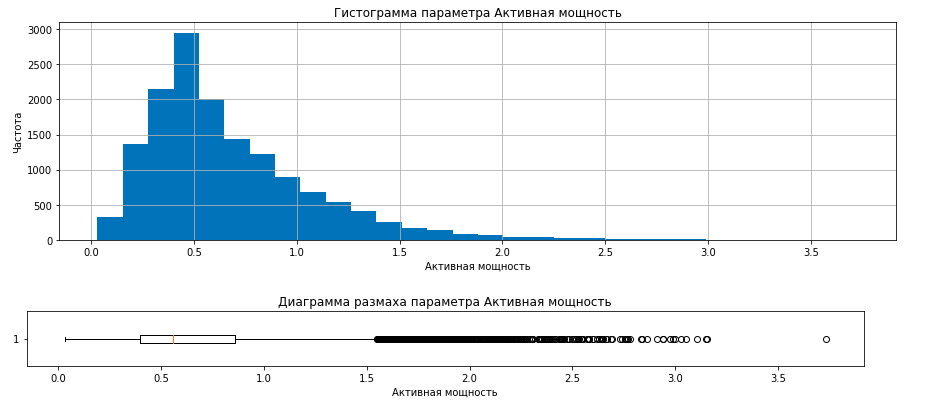 Гистограмма параметра Активная мощность
3000
2500
2000
1500
1000
500
0
Частота
0.0 0.5 1.0 1.5 2.0 2.5 3.0 3.5
Активная мощность
Диаграмма размаха параметра Активная мощность
1
0.0 0.5 1.0 1.5 2.0 2.5 3.0 3.5
Активная мощность